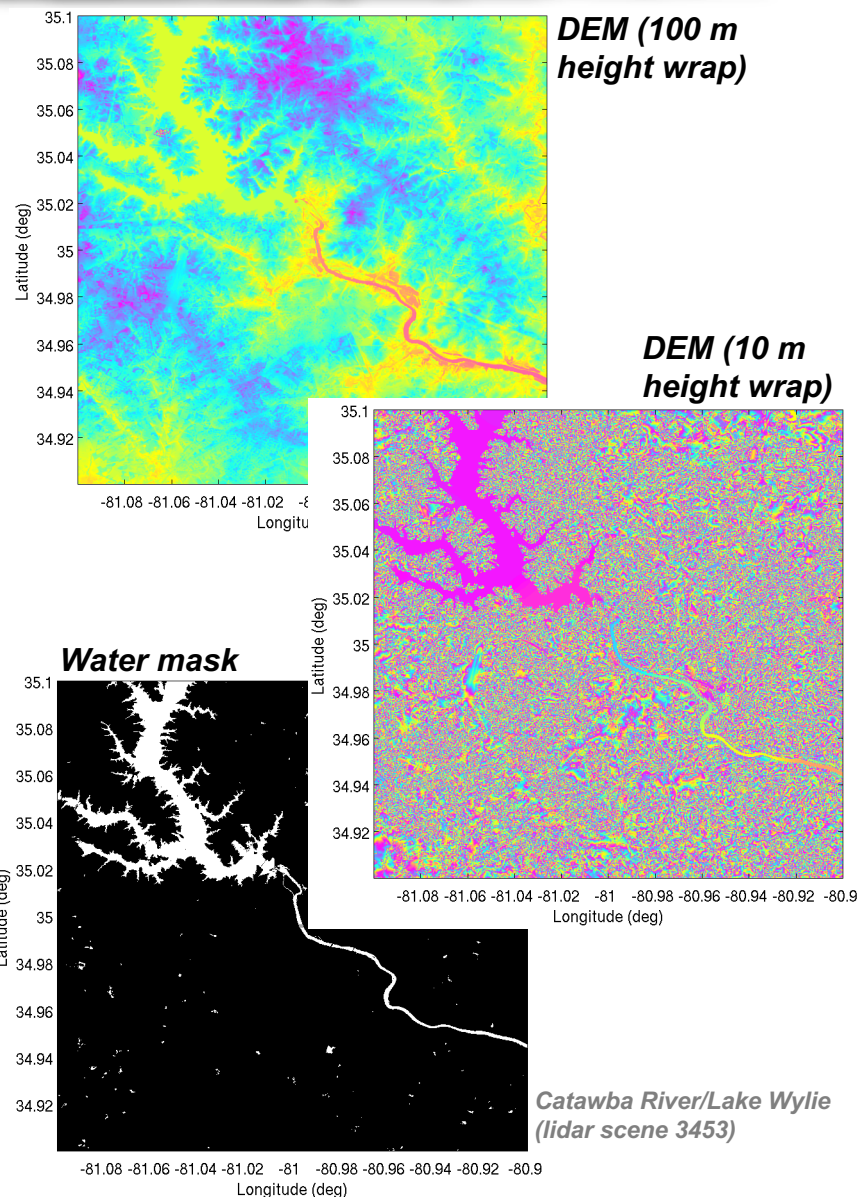 DEM (100 m
height wrap)
35.1
35.08
35.06
35.04
35.02
35
34.98
34.96
34.94
34.92
Latitude (deg)
-81.08 -81.06 -81.04 -81.02
Longitu
DEM (10 m
height wrap)
35.1
35.08
35.06
35.04
35.02
35
34.98
34.96
34.94
34.92
Latitude (deg)
-81.08 -81.06 -81.04 -81.02 -81 -80.98 -80.96 -80.94 -80.92 -80.9
Longitude (deg)
Water mask
35.1
35.08
35.06
35.04
35.02
35
34.98
34.96
34.94
34.92
Latitude (deg)
-81.08 -81.06 -81.04 -81.02 -81 -80.98 -80.96 -80.94 -80.92 -80.9
Longitude (deg)
Catawba River/Lake Wylie
(lidar scene 3453)